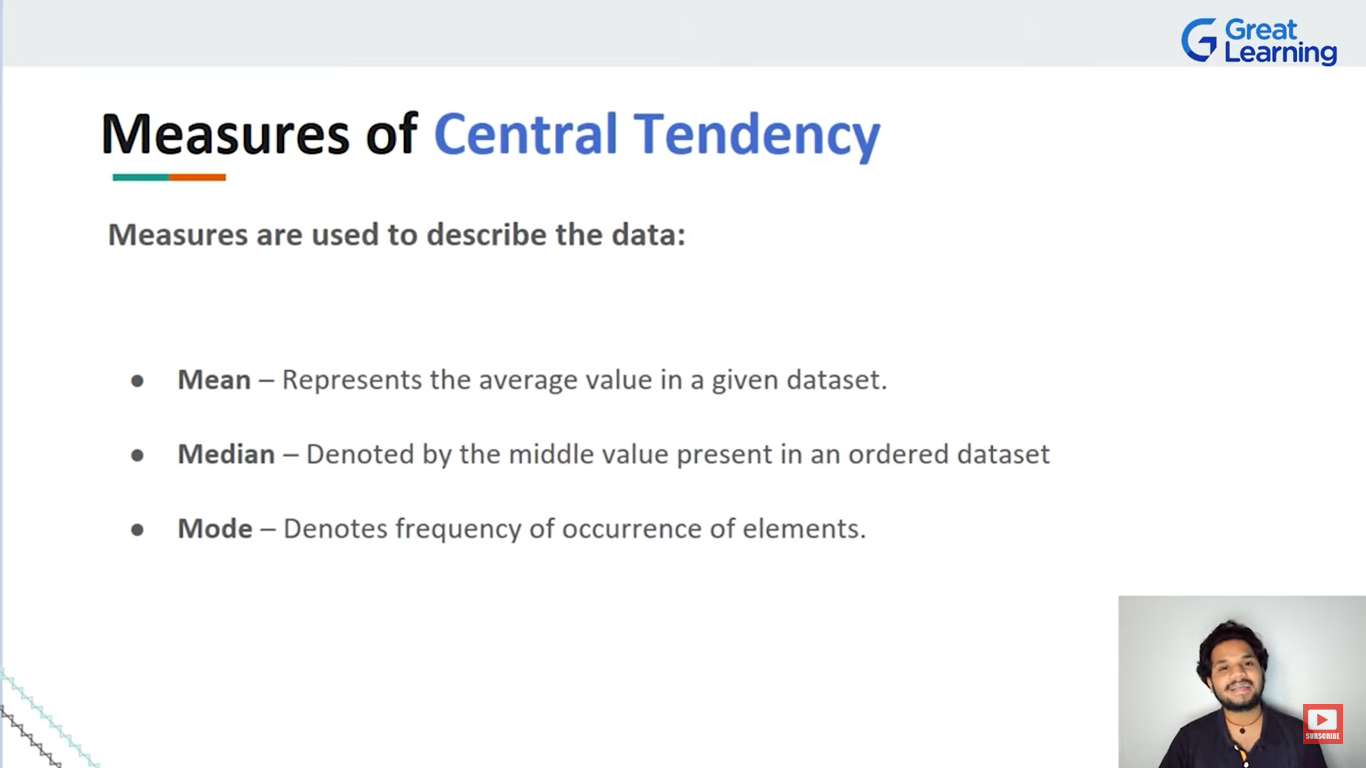 Great
Learning
Measures of Central Tendency
Measures are used to describe the data:
● Mean – Represents the average value in a given dataset.
● Median – Denoted by the middle value present in an ordered dataset
● Mode – Denotes frequency of occurrence of elements.
SUBSCRIBE